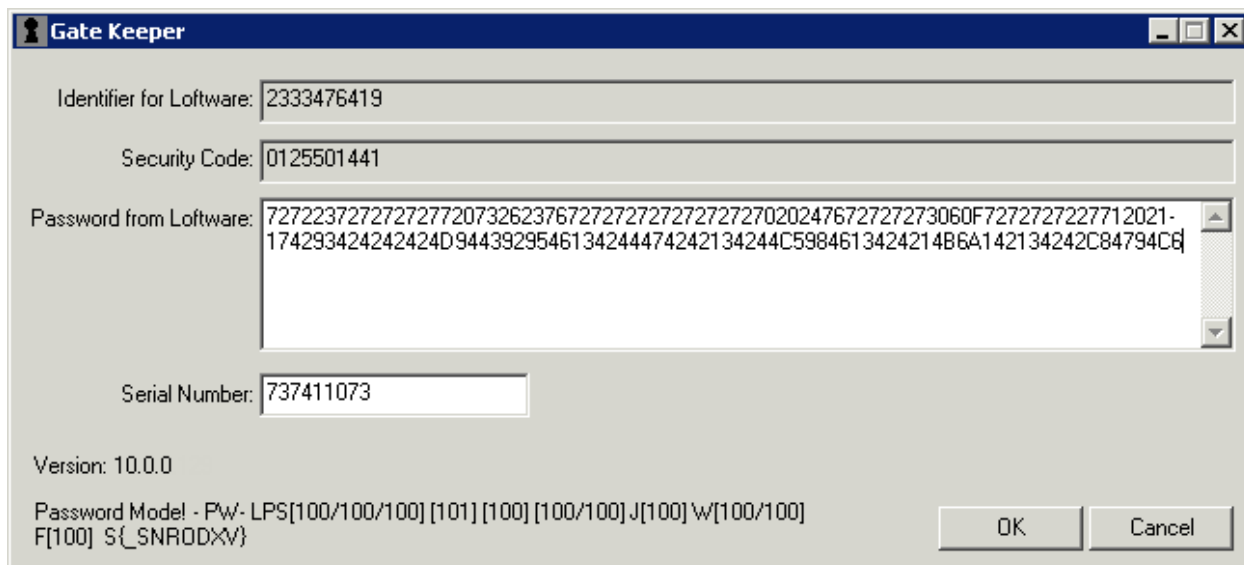 Gate Keeper
Identifier for Loftware: 2333476419
Security Code: 0125501441
Password from Loftware: 7272237272727277207326237672727272727272727020247672727273060F7272727227712021-
174293424242424D944392954613424447424213424 4C5984613424214B6A142134242C84794C6
Serial Number: 737411073
Version: 10.0.0
Password Mode! - PW- LPS[100/100/100] [101] [100] [100/100] J[100] W[100/100]
F[100] S{_SNRODXV}
OK Cancel